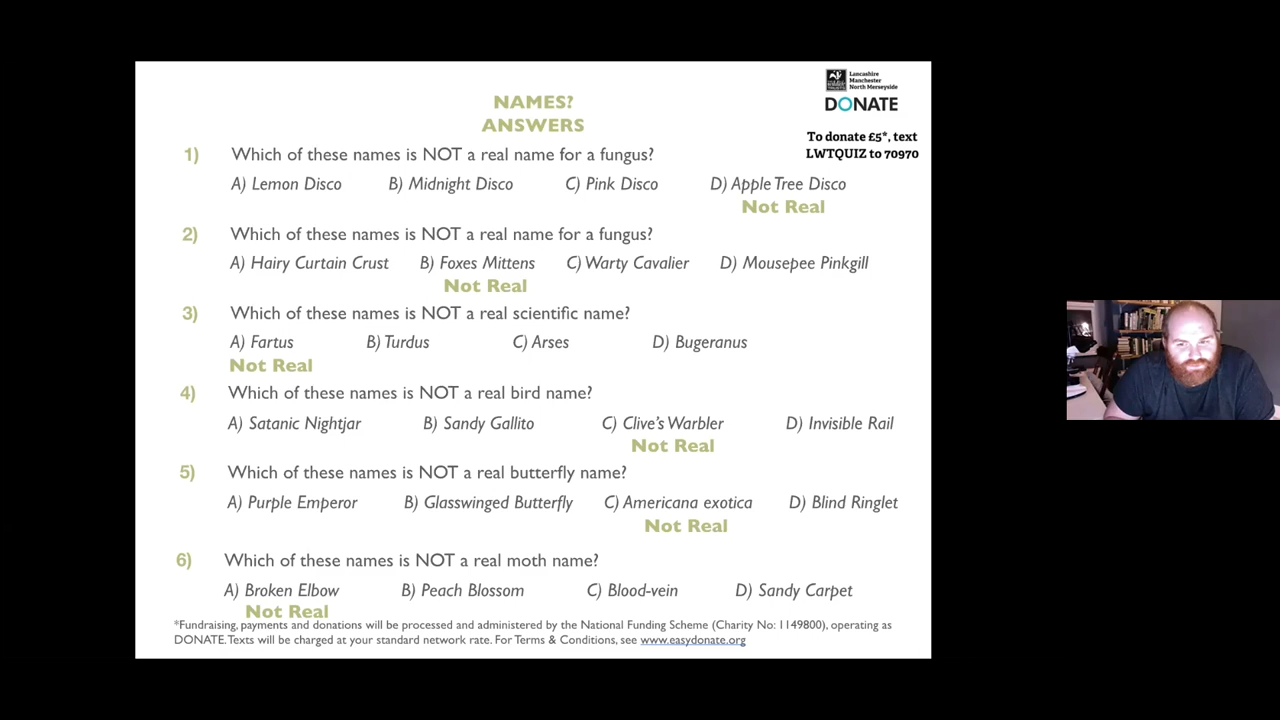 Lancashire
Manchester
North Merseyside
DONATE
To donate £5*, text
LWTQUIZ to 70970
NAMES?
ANSWERS
1) Which of these names is NOT a real name for a fungus?
A) Lemon Disco B) Midnight Disco C) Pink Disco D) Apple Tree Disco
Not Real
2) Which of these names is NOT a real name for a fungus?
A) Hairy Curtain Crust B) Foxes Mittens C) Warty Cavalier D) Mousepee Pinkgill
Not Real
3) Which of these names is NOT a real scientific name?
A) Fartus B) Turdus C) Arses D) Bugeranus
Not Real
4) Which of these names is NOT a real bird name?
A) Satanic Nightjar B) Sandy Gallito C) Clive's Warbler D) Invisible Rail
Not Real
5) Which of these names is NOT a real butterfly name?
A) Purple Emperor B) Glasswinged Butterfly C) Americana exotica D) Blind Ringlet
Not Real
6) Which of these names is NOT a real moth name?
A) Broken Elbow B) Peach Blossom C) Blood-vein D) Sandy Carpet
Not Real
*Fundraising, payments and donations will be processed and administered by the National Funding Scheme (Charity No: 1149800), operating as
DONATE. Texts will be charged at your standard network rate. For Terms & Conditions, see www.easydonate.org